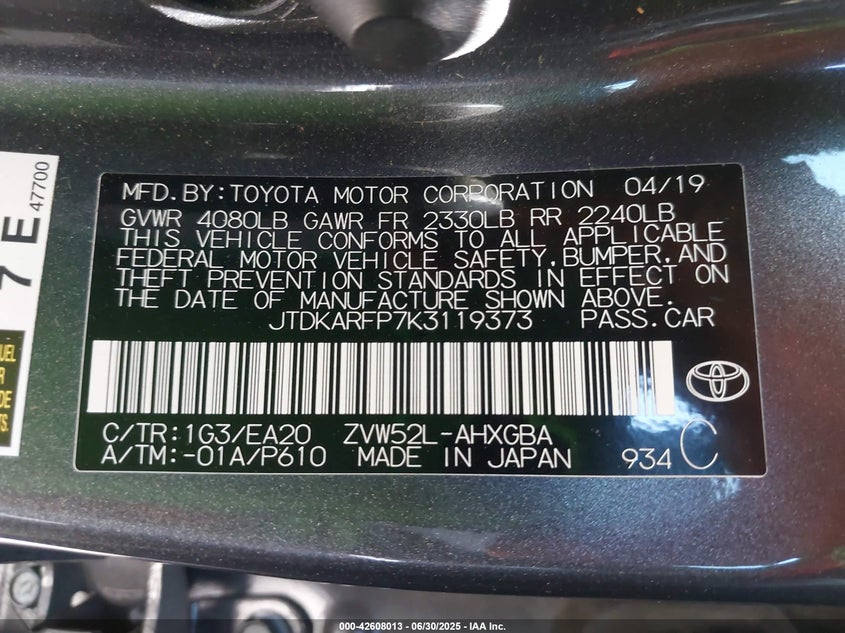 MFD.BY:TOYOTA MOTOR CORPORATION 04/19
GVWR 4080LB GAWR FR 2330LB RR 2240LB
THIS VEHICLE CONFORMS TO ALL APPLICABLE
FEDERAL MOTOR VEHICLE SAFETY,BUMPER,AND
THEFT PREVENTION STANDARDS IN EFFECT ON
THE DATE OF MANUFACTURE SHOWN ABOVE.
JTDKARFP7K3119373 PASS.CAR
C/TR:1G3/EA20 ZVW52L-AHXGBA
A/TM:-01A/P610 MADE IN JAPAN 934 C
7 E
47700
000-42608013 - 06/30/2025 - IAA Inc.